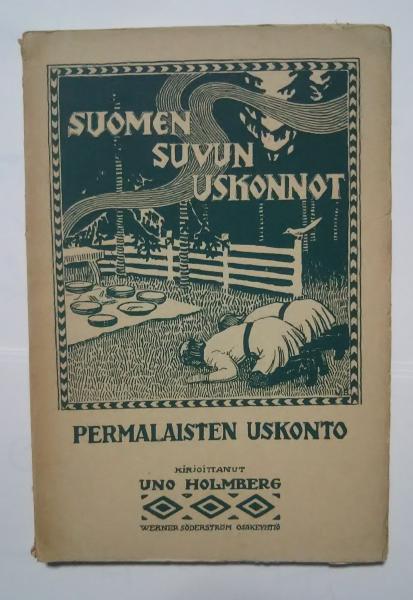 SUOMEN
SUVUN
USKONNOT
PERMALAISTEN USKONTO
KIRJOITTANUT
UNO HOLMBERG
WERNER SÖDERSTRÖM OSAKEYHTIÖ